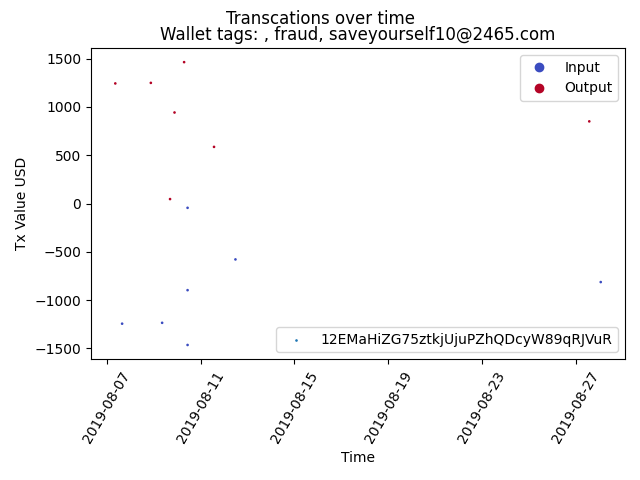 Transcations over time
Wallet tags: , fraud, saveyourself10@2465.com
Input
Output
1500
1000
500
0
−500
−1000
−1500
Tx Value USD
12EMaHiZG75ztkjUjuPZhQDcyW89qRJVuR
2019-08-07
2019-08-11
2019-08-15
2019-08-19
2019-08-23
2019-08-27
Time